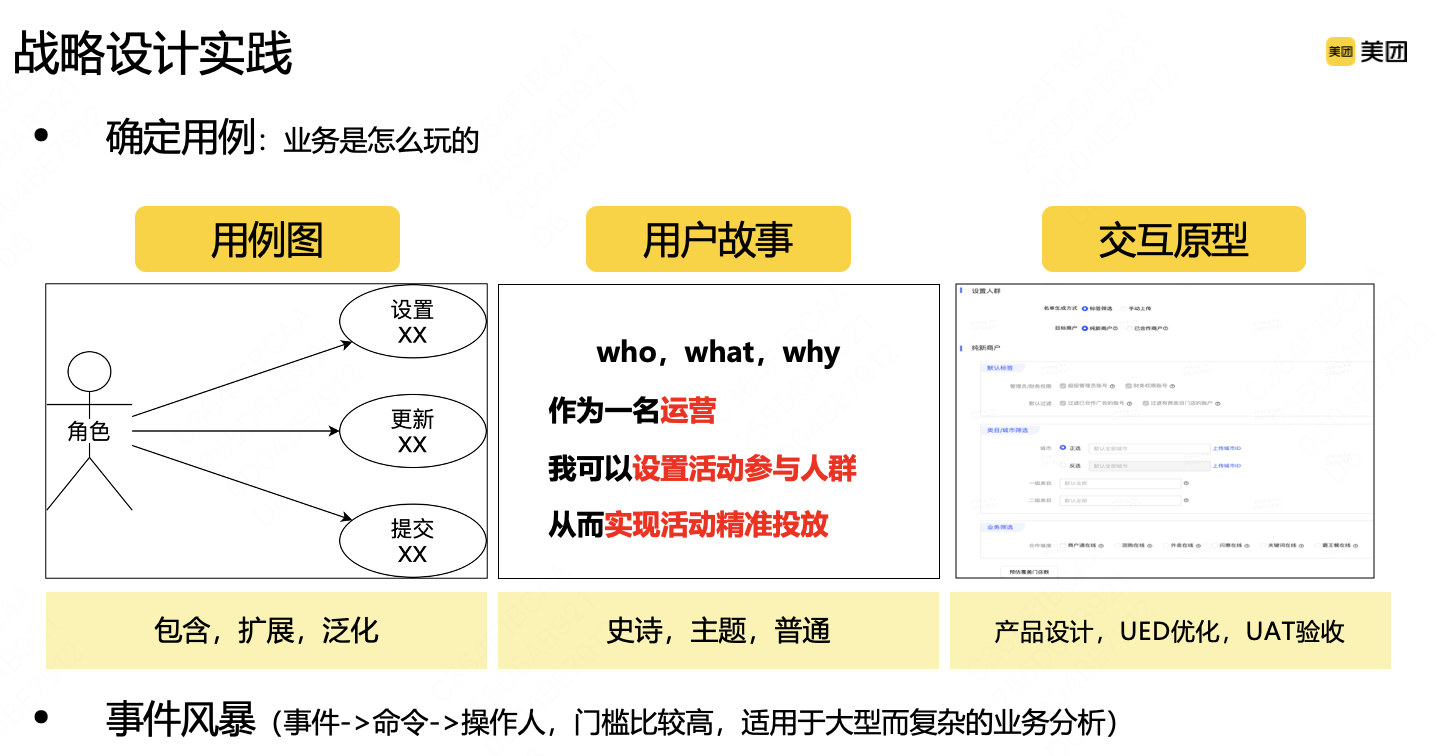 战略设计实践
美团 美团
• 确定用例：业务是怎么玩的
用例图
用户故事
交互原型
角色
设置
XX
更新
XX
提交
XX
who，what，why
作为一名运营
我可以设置活动参与人群
从而实现活动精准投放
设置人群
名单生成方式 标签筛选 手动上传
目标商户 纯新商户 已合作商户
纯新商户
默认标签
管理员/财务权限 超级管理员账号 财务权限账号
默认过滤 过滤已合作广告的账号
类目/城市筛选
城市 正选 默认全部城市 上传城市ID
反选 默认全部城市 上传城市ID
一级类目 默认全部
二级类目 默认全部
业务筛选
商户通在线 团购在线 外卖在线 闪惠在线 关键词在线 霸王餐在线
预估覆盖门店数
包含，扩展，泛化
史诗，主题，普通
产品设计，UED优化，UAT验收
• 事件风暴（事件->命令->操作人，门槛比较高，适用于大型而复杂的业务分析）